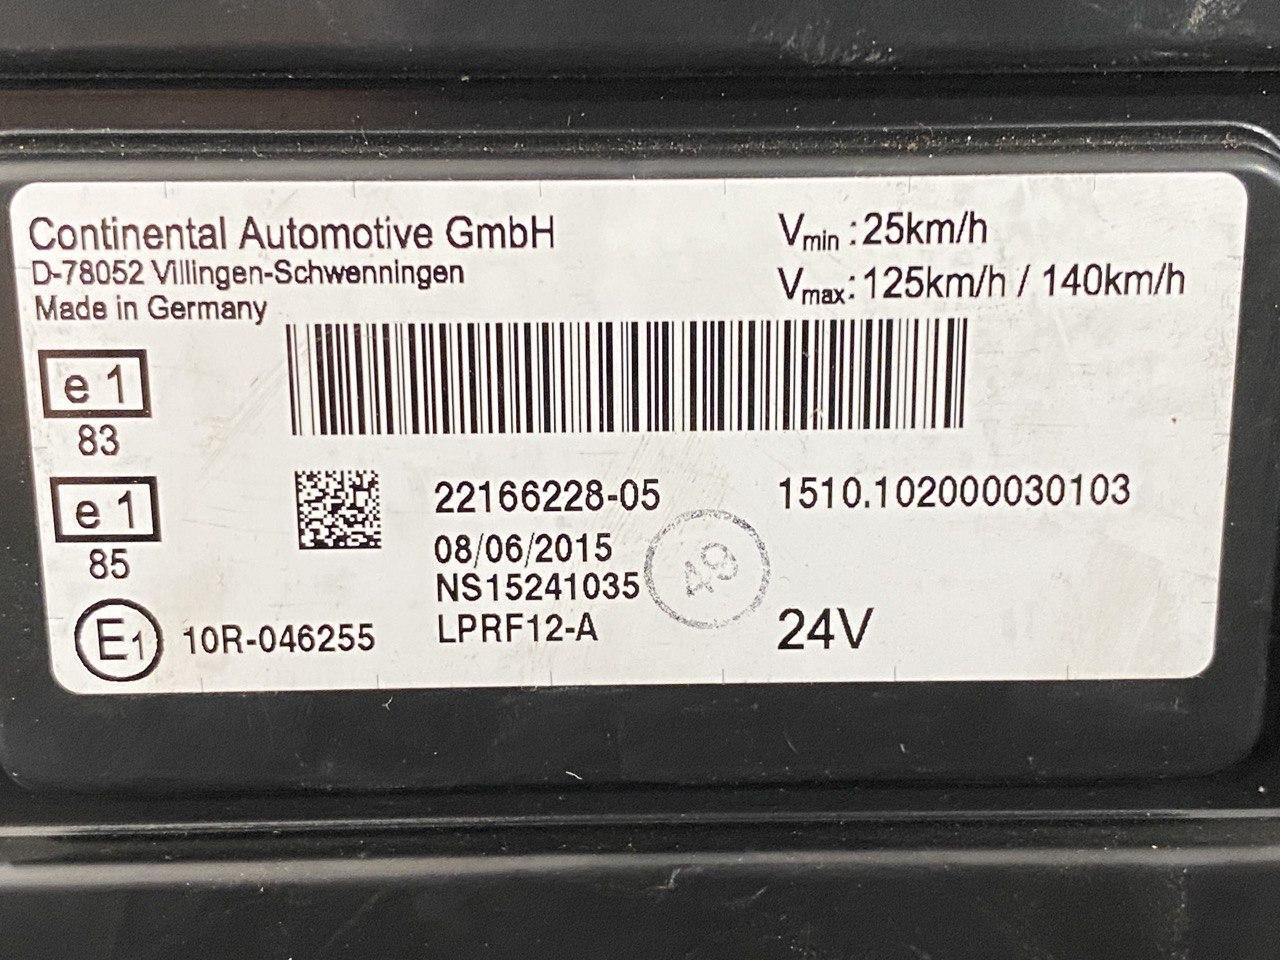 Continental Automotive GmbH
D-78052 Villingen-Schwenningen
Made in Germany
Vmin : 25km/h
Vmax: 125km/h / 140km/h
e 1
83
e 1
85
E1 10R-046255
22166228-05
08/06/2015
NS15241035
LPRF12-A
1510.102000030103
49
24V